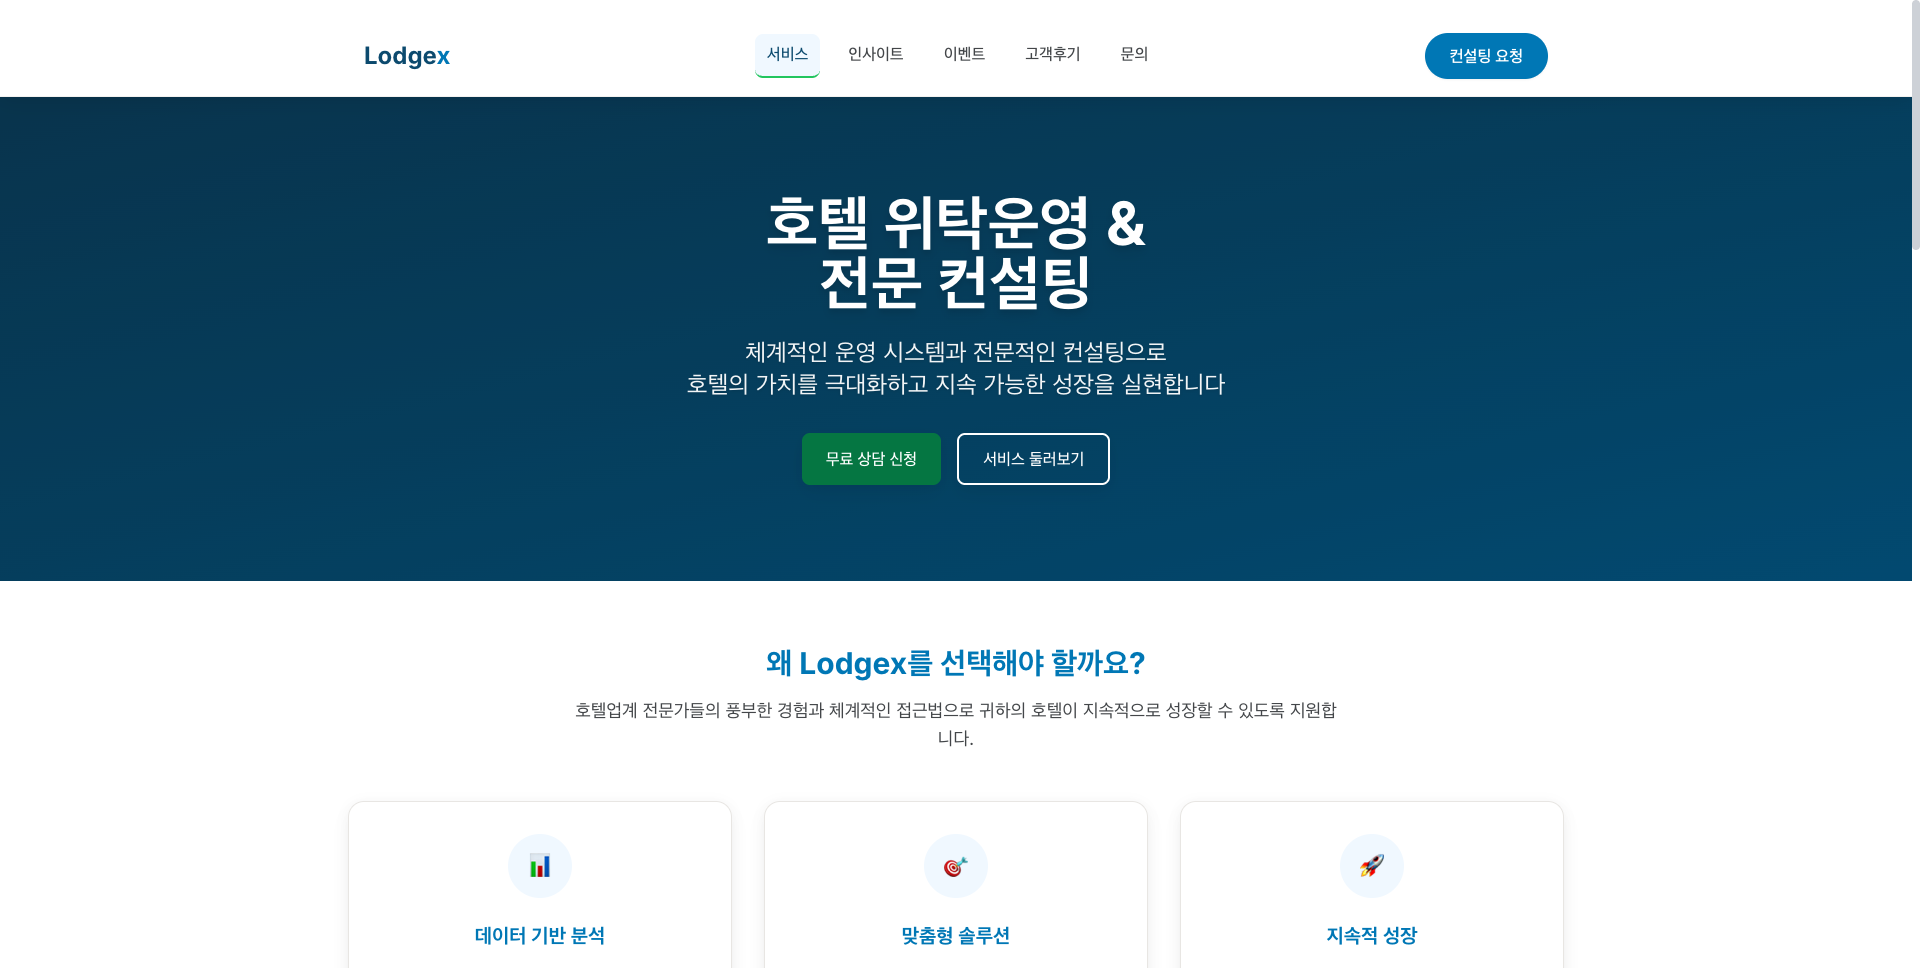 Lodgex
서비스
인사이트
이벤트
고객후기
문의
컨설팅 요청
호텔 위탁운영 &
전문 컨설팅
체계적인 운영 시스템과 전문적인 컨설팅으로
호텔의 가치를 극대화하고 지속 가능한 성장을 실현합니다
무료 상담 신청
서비스 둘러보기
왜 Lodgex를 선택해야 할까요?
호텔업계 전문가들의 풍부한 경험과 체계적인 접근법으로 귀하의 호텔이 지속적으로 성장할 수 있도록 지원합
니다.
데이터 기반 분석
맞춤형 솔루션
지속적 성장